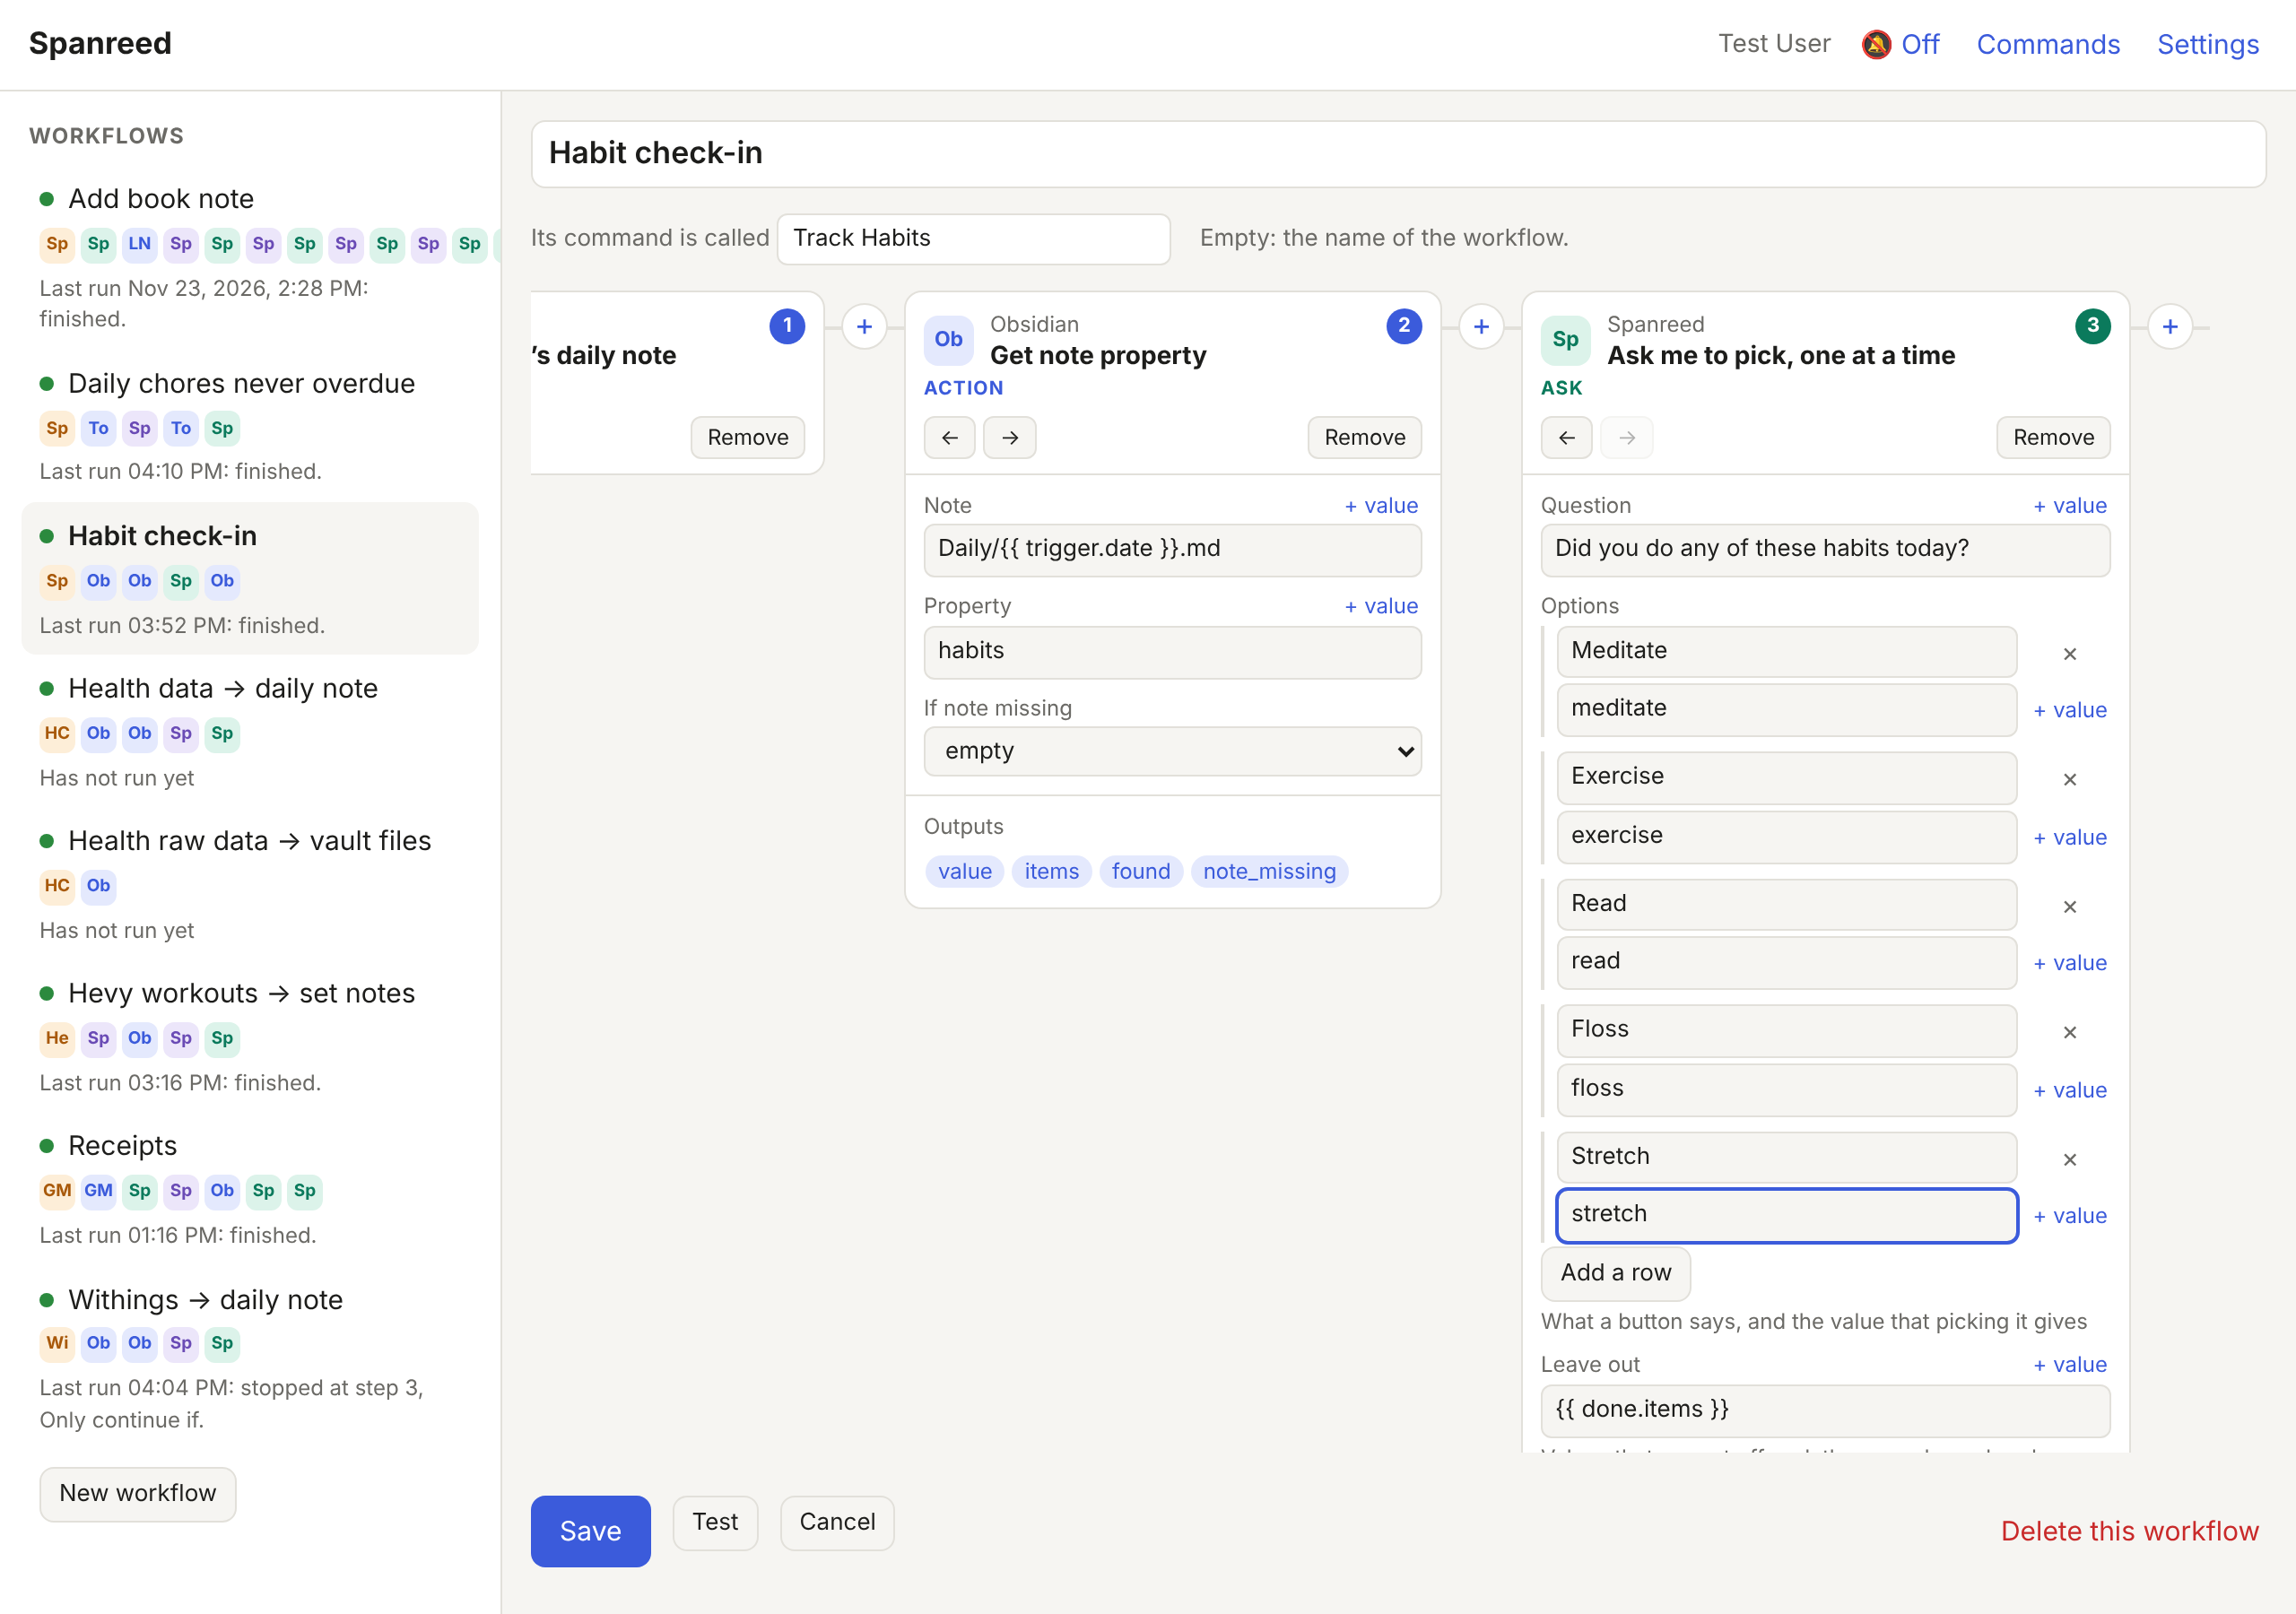 Spanreed
Test User Off Commands Settings
WORKFLOWS
Add book note
Sp Sp LN Sp Sp Sp Sp Sp Sp Sp Sp
Last run Nov 23, 2026, 2:28 PM:
finished.
Daily chores never overdue
Sp To Sp To Sp
Last run 04:10 PM: finished.
Habit check-in
Sp Ob Ob Sp Ob
Last run 03:52 PM: finished.
Health data → daily note
HC Ob Ob Sp Sp
Has not run yet
Health raw data → vault files
HC Ob
Has not run yet
Hevy workouts → set notes
He Sp Ob Sp Sp
Last run 03:16 PM: finished.
Receipts
GM GM Sp Sp Ob Sp Sp
Last run 01:16 PM: finished.
Withings → daily note
Wi Ob Ob Sp Sp
Last run 04:04 PM: stopped at step 3,
Only continue if.
New workflow
Habit check-in
Its command is called Track Habits Empty: the name of the workflow.
1
's daily note
Remove
+
Ob Obsidian 2
Get note property
ACTION
← → Remove
Note + value
Daily/{{ trigger.date }}.md
Property + value
habits
If note missing
empty
Outputs
value items found note_missing
+
Sp Spanreed 3
Ask me to pick, one at a time
ASK
← → Remove
Question + value
Did you do any of these habits today?
Options
Meditate ×
meditate + value
Exercise ×
exercise + value
Read ×
read + value
Floss ×
floss + value
Stretch ×
stretch + value
Add a row
What a button says, and the value that picking it gives
Leave out + value
{{ done.items }}
+
Save Test Cancel Delete this workflow